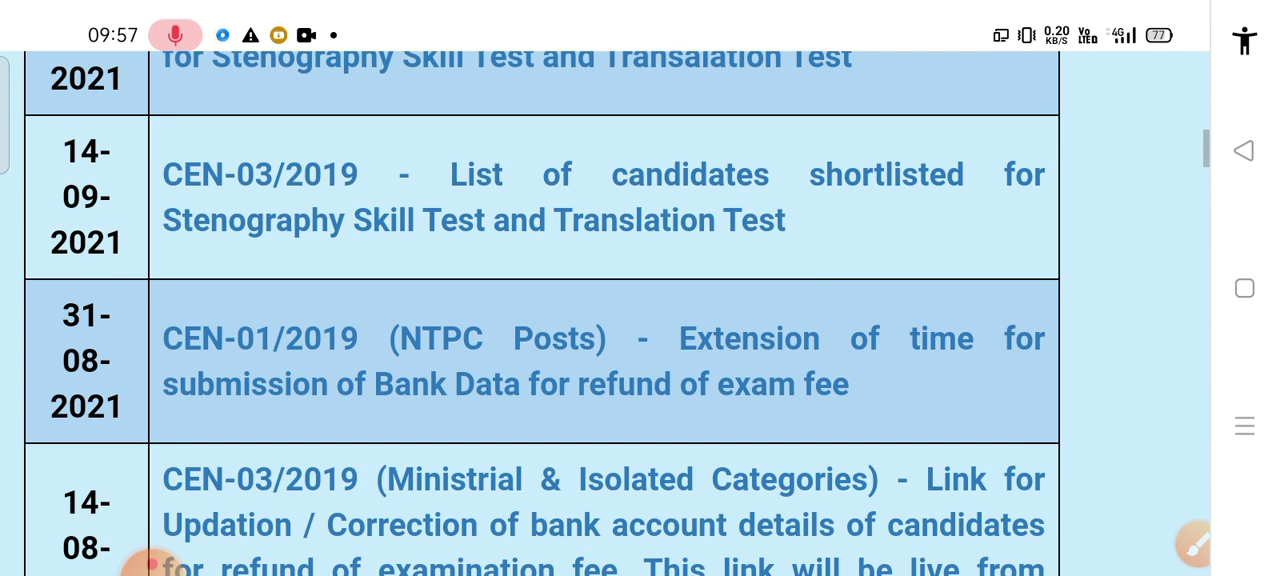 09:57
0.20
KB/S
Vo
LTE
4G
77
for Stenography Skill Test and Transalation Test
2021
14-
09-
2021
CEN-03/2019 - List of candidates shortlisted for
Stenography Skill Test and Translation Test
31-
08-
2021
CEN-01/2019 (NTPC Posts) - Extension of time for
submission of Bank Data for refund of exam fee
14-
08-
CEN-03/2019 (Ministrial & Isolated Categories) - Link for
Updation / Correction of bank account details of candidates
for refund of examination fee. This link will be live from